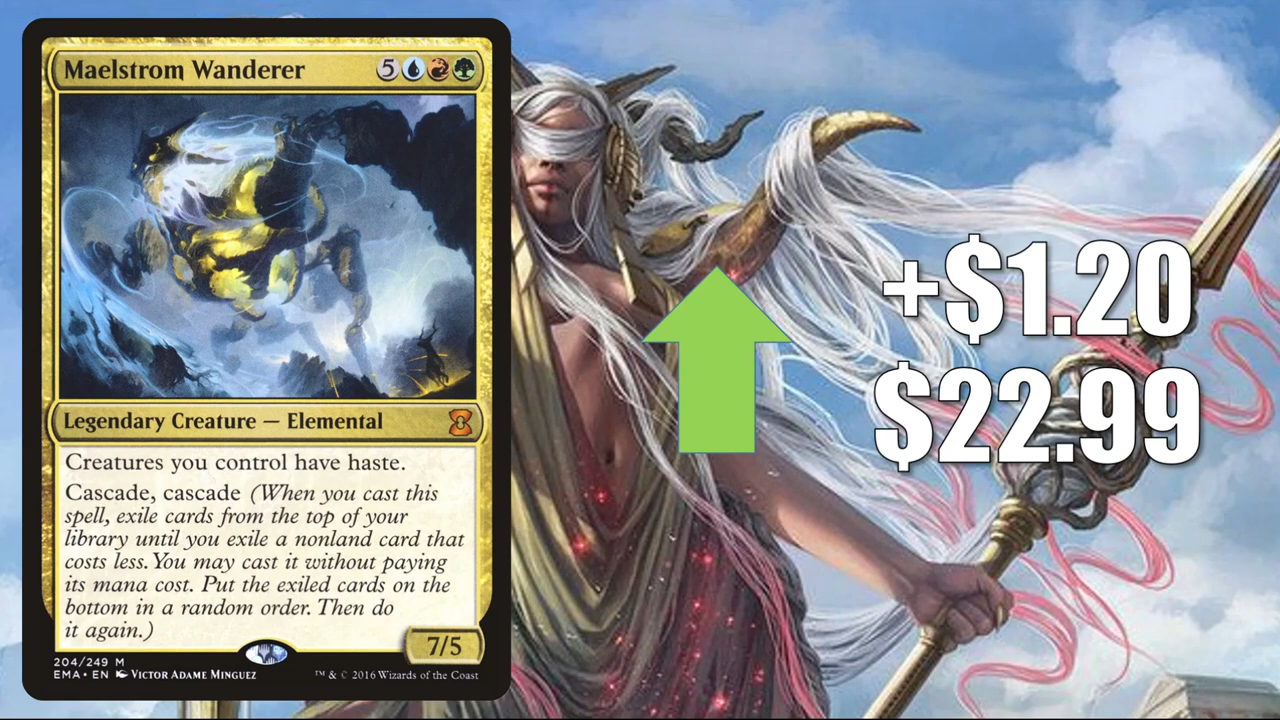 Maelstrom Wanderer 5
Legendary Creature — Elemental
Creatures you control have haste.
Cascade, cascade (When you cast this
spell, exile cards from the top of your
library until you exile a nonland card that
costs less. You may cast it without paying
its mana cost. Put the exiled cards on the
bottom in a random order. Then do
it again.)
7/5
204/249 M
EMA • EN VICTOR ADAME MINGUEZ
™ & © 2016 Wizards of the Coast
+$1.20
$22.99